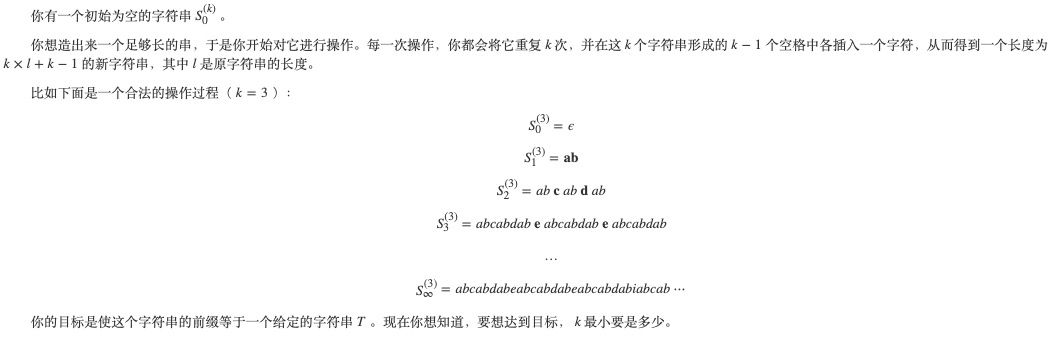 你有一个初始为空的字符串 $S_0^{(k)}$ 。
你想造出来一个足够长的串，于是你开始对它进行操作。每一次操作，你都会将它重复 $k$ 次，并在这 $k$ 个字符串形成的 $k-1$ 个空格中各插入一个字符，从而得到一个长度为
$k \times l + k - 1$ 的新字符串，其中 $l$ 是原字符串的长度。
比如下面是一个合法的操作过程（ $k = 3$ ）：
$S_0^{(3)} = \epsilon$
$S_1^{(3)} = \mathbf{ab}$
$S_2^{(3)} = ab\ \mathbf{c}\ ab\ \mathbf{d}\ ab$
$S_3^{(3)} = abcabdab\ \mathbf{e}\ abcabdab\ \mathbf{e}\ abcabdab$
⋯
$S_\infty^{(3)} = abcabdabeabcabdabeabcabdabiabcab\cdots$
你的目标是使这个字符串的前缀等于一个给定的字符串 $T$ 。现在你想知道，要想达到目标， $k$ 最小要是多少。